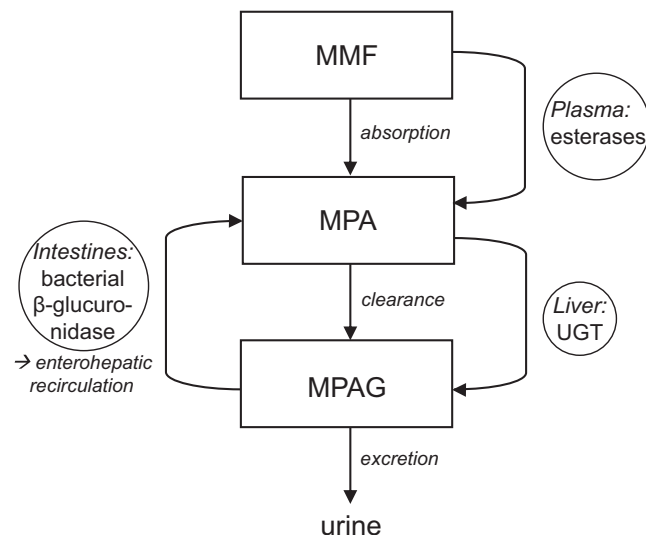 MMF
Plasma:
esterases
absorption
MPA
Intestines:
bacterial
β-glucuro-
nidase
→ enterohepatic
recirculation
clearance
Liver:
UGT
MPAG
excretion
urine